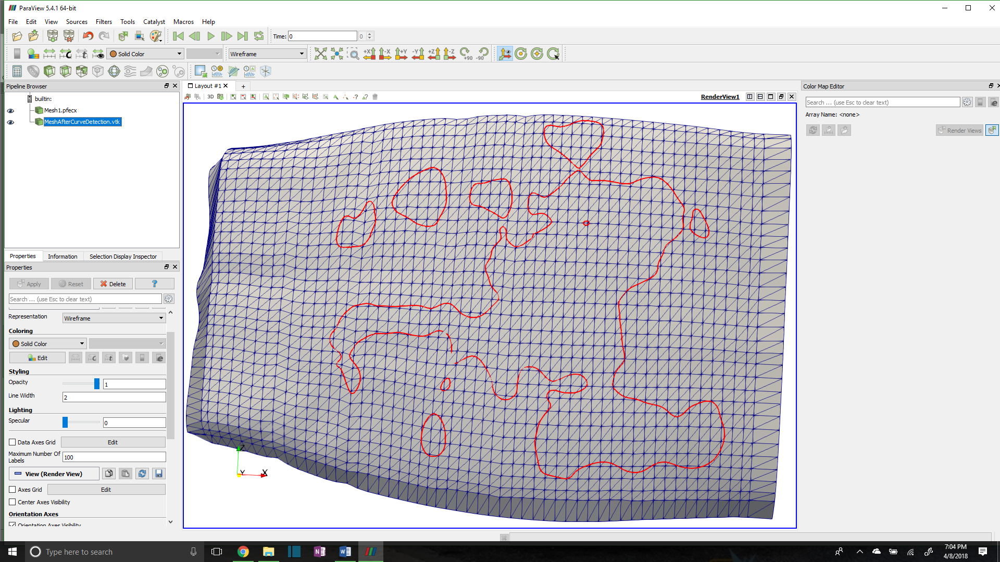 ParaView 5.4.1 64-bit
File Edit View Sources Filters Tools Catalyst Macros Help
Time: 0 0
Solid Color Wireframe +X -X +Y -Y +Z -Z +90 -90
Pipeline Browser
builtin:
Mesh1.pfecx
MeshAfterCurveDetection.vtk
Properties Information Selection Display Inspector
Properties
Apply Reset Delete ?
Search ... (use Esc to clear text)
Representation Wireframe
Coloring
Solid Color
Edit
Styling
Opacity 1
Line Width 2
Lighting
Specular 0
Data Axes Grid Edit
Maximum Number Of
Labels 100
View (Render View)
Axes Grid Edit
Center Axes Visibility
Orientation Axes
Orientation Axes Visibility
Layout #1 +
3D RenderView1
Z
Y X
Color Map Editor
Search ... (use Esc to clear text)
Array Name: <none>
Render Views
Type here to search
7:04 PM
4/8/2018